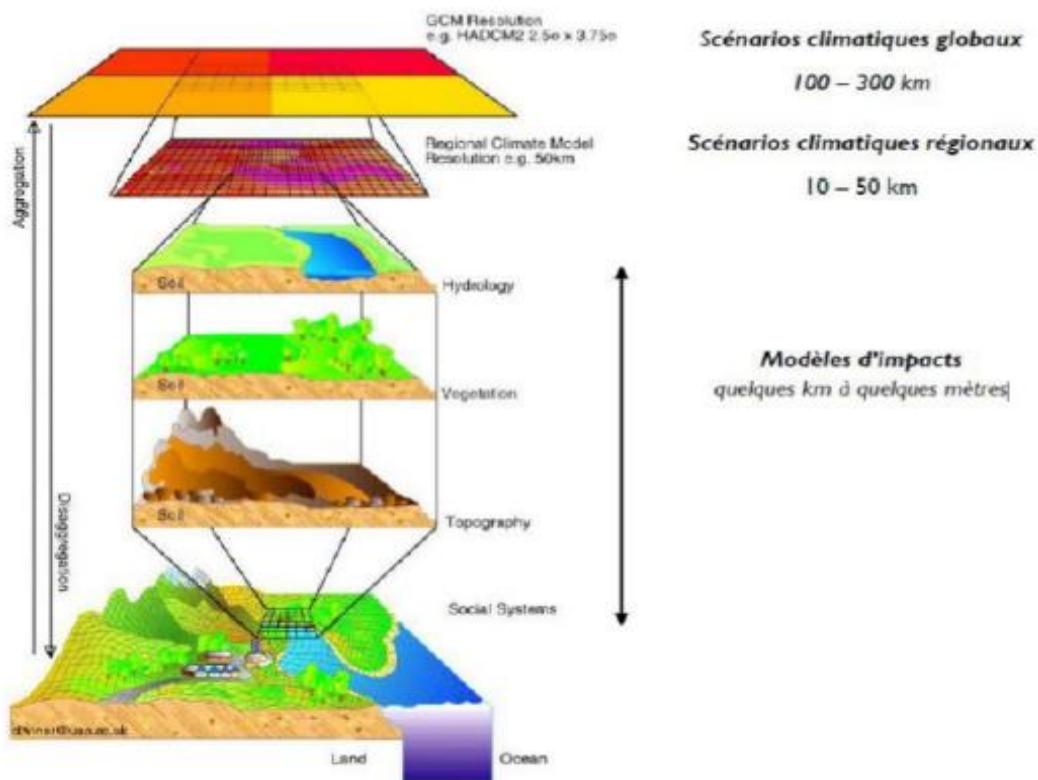 GCM Resolution
e.g. HADCM2 2.5o x 3.75o
Scénarios climatiques globaux
100 – 300 km
Regional Climate Model
Resolution e.g. 50km
Scénarios climatiques régionaux
10 – 50 km
Aggregation
Disaggregation
Soil
Hydrology
Soil
Vegetation
Soil
Topography
Modèles d'impacts
quelques km à quelques mètres
Social Systems
Land
Ocean